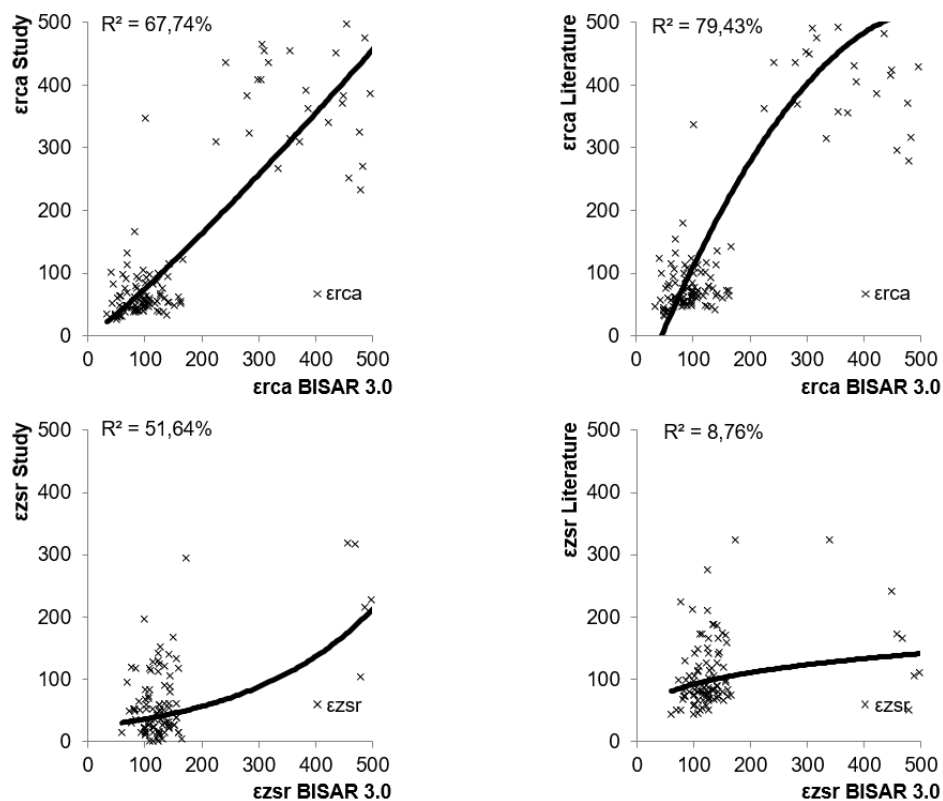 R² = 67,74%
εrca Study
500
400
300
200
100
0
0 100 200 300 400 500
εrca BISAR 3.0
×εrca
R² = 79,43%
εrca Literature
500
400
300
200
100
0
0 100 200 300 400 500
εrca BISAR 3.0
×εrca
R² = 51,64%
εzsr Study
500
400
300
200
100
0
0 100 200 300 400 500
εzsr BISAR 3.0
×εzsr
R² = 8,76%
εzsr Literature
500
400
300
200
100
0
0 100 200 300 400 500
εzsr BISAR 3.0
×εzsr